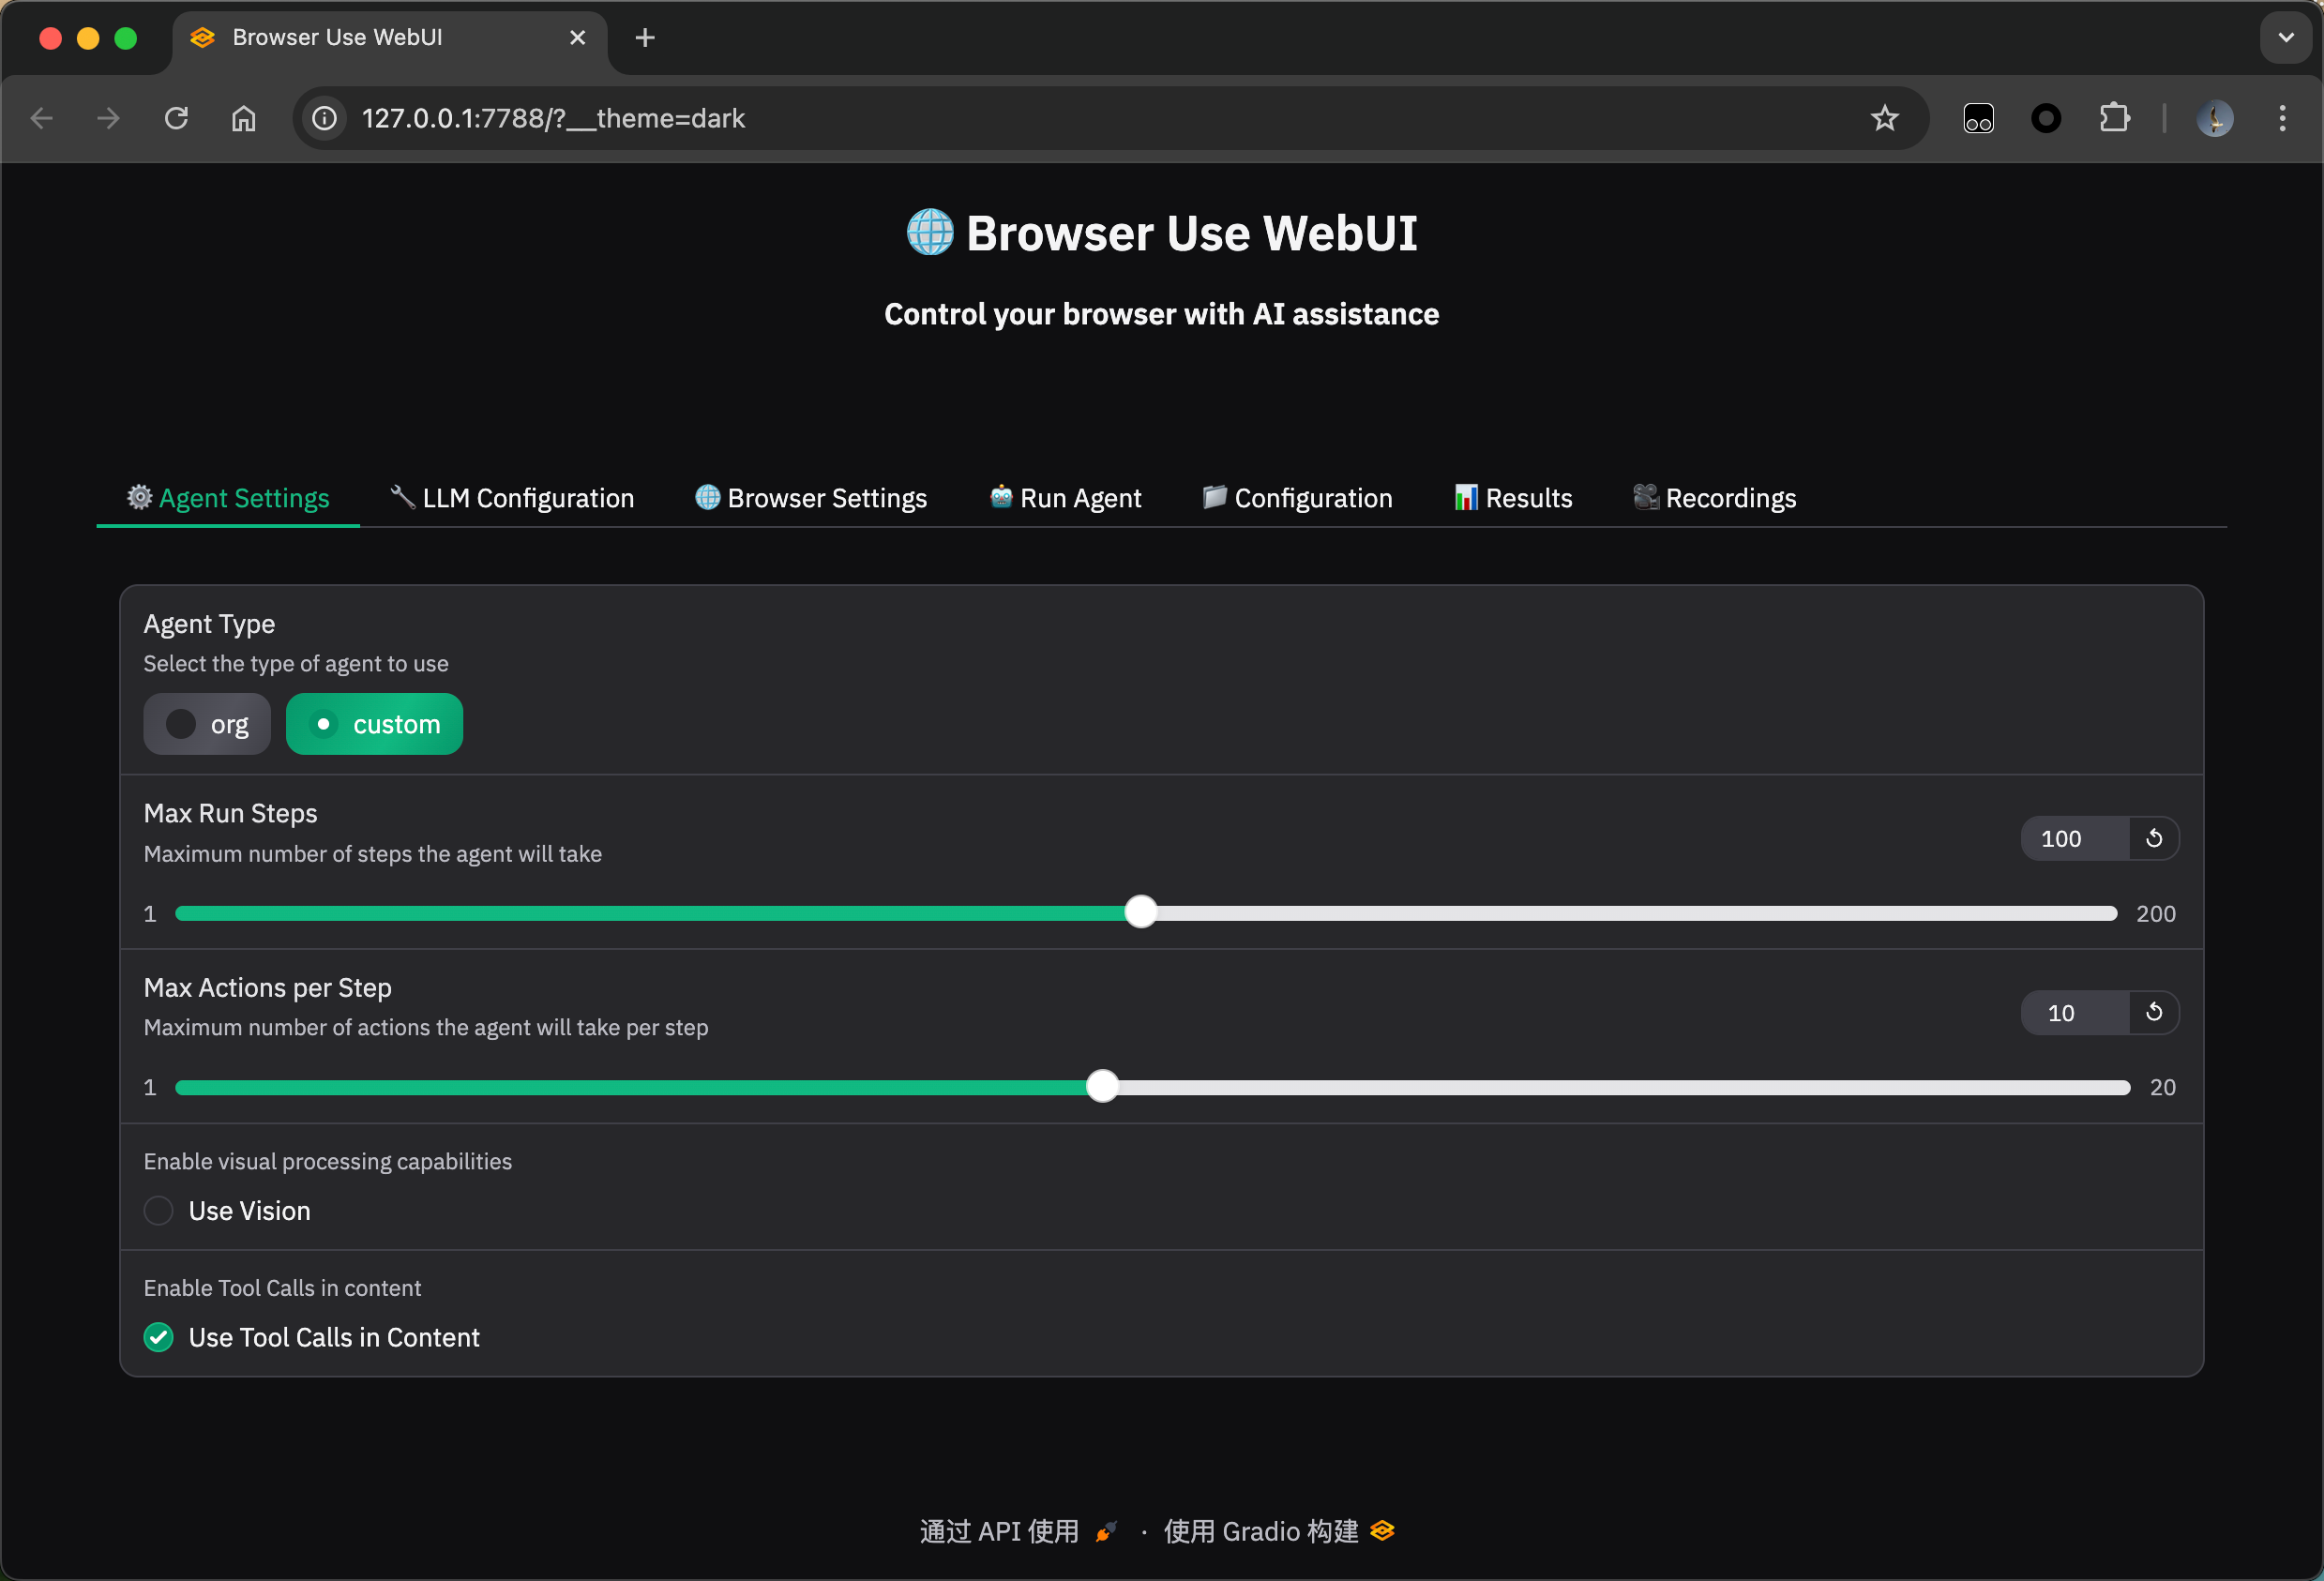 Browser Use WebUI
127.0.0.1:7788/?__theme=dark
Browser Use WebUI
Control your browser with AI assistance
Agent Settings LLM Configuration Browser Settings Run Agent Configuration Results Recordings
Agent Type
Select the type of agent to use
org custom
Max Run Steps
Maximum number of steps the agent will take
100
1 200
Max Actions per Step
Maximum number of actions the agent will take per step
10
1 20
Enable visual processing capabilities
Use Vision
Enable Tool Calls in content
Use Tool Calls in Content
通过 API 使用 · 使用 Gradio 构建